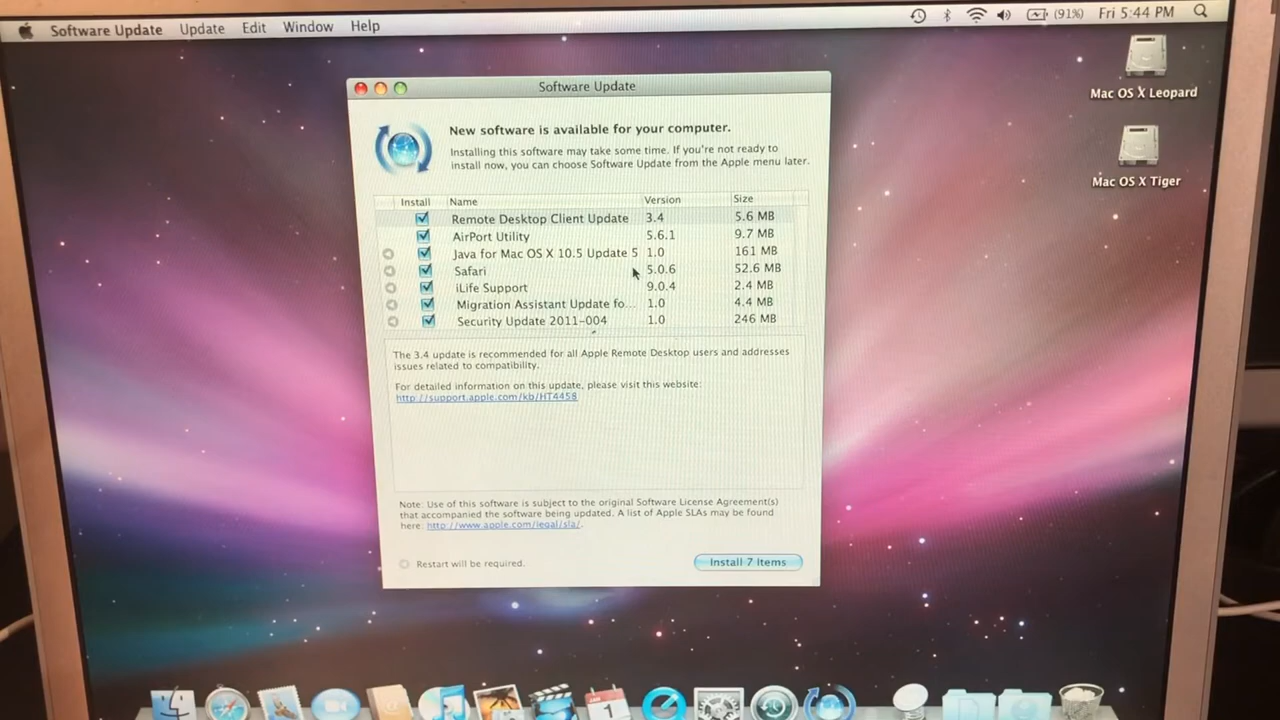 Software Update Update Edit Window Help (91%) Fri 5:44 PM
Mac OS X Leopard
Mac OS X Tiger
Software Update
New software is available for your computer.
Installing this software may take some time. If you're not ready to
install now, you can choose Software Update from the Apple menu later.
Install Name Version Size
Remote Desktop Client Update 3.4 5.6 MB
AirPort Utility 5.6.1 9.7 MB
Java for Mac OS X 10.5 Update 5 1.0 161 MB
Safari 5.0.6 52.6 MB
iLife Support 9.0.4 2.4 MB
Migration Assistant Update fo... 1.0 4.4 MB
Security Update 2011-004 1.0 246 MB
The 3.4 update is recommended for all Apple Remote Desktop users and addresses
issues related to compatibility.
For detailed information on this update, please visit this website:
http://support.apple.com/kb/HT4458
Note: Use of this software is subject to the original Software License Agreement(s)
that accompanied the software being updated. A list of Apple SLAs may be found
here: http://www.apple.com/legal/sla/.
Restart will be required.
Install 7 Items
1